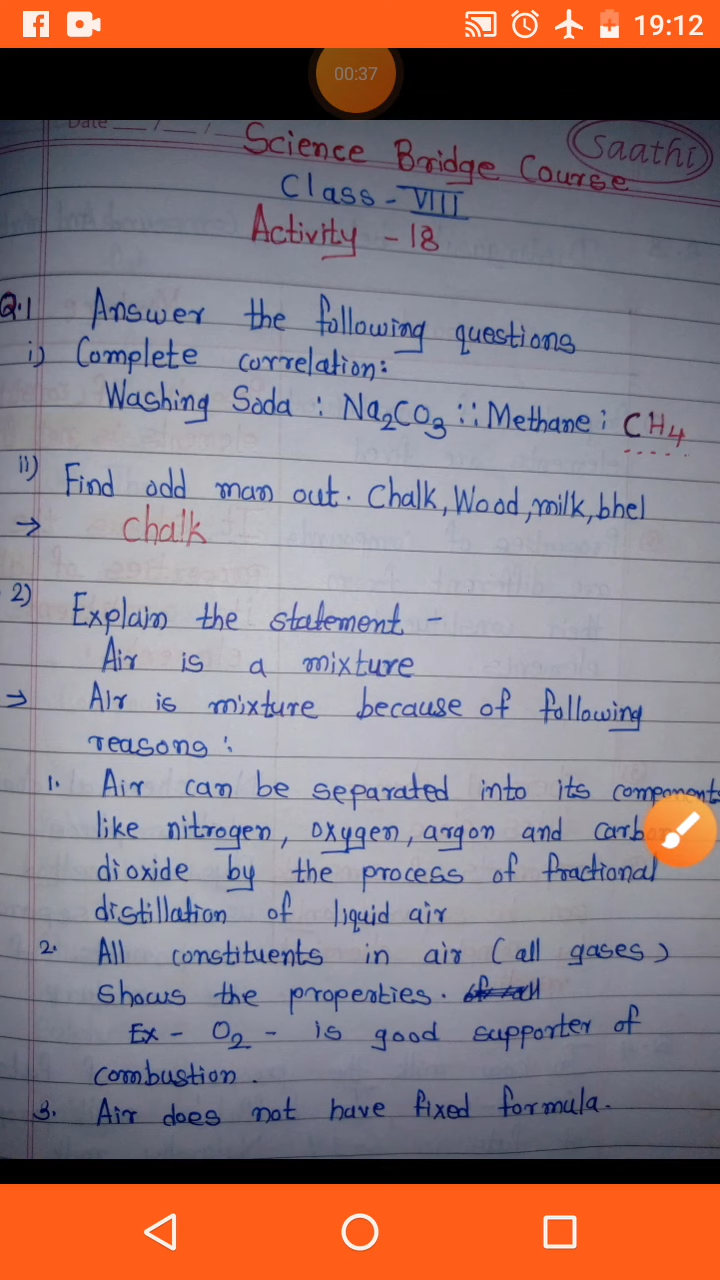 19:12
00:37
Date __/__/
Science Bridge Course
Saathi
Class - VIII
Activity - 18
Q.1 Answer the following questions
i) Complete correlation:
Washing Soda : Na2CO3 :: Methane : CH4
ii) Find odd man out. Chalk, Wood, milk, bhel
→ Chalk
2) Explain the statement -
Air is a mixture
→ Air is mixture because of following
reasons :
1. Air can be separated into its components
like nitrogen, oxygen, argon and carbon
dioxide by the process of fractional
distillation of liquid air
2. All constituents in air (all gases)
shows the properties.
Ex - O2 - is good supporter of
combustion.
3. Air does not have fixed formula.